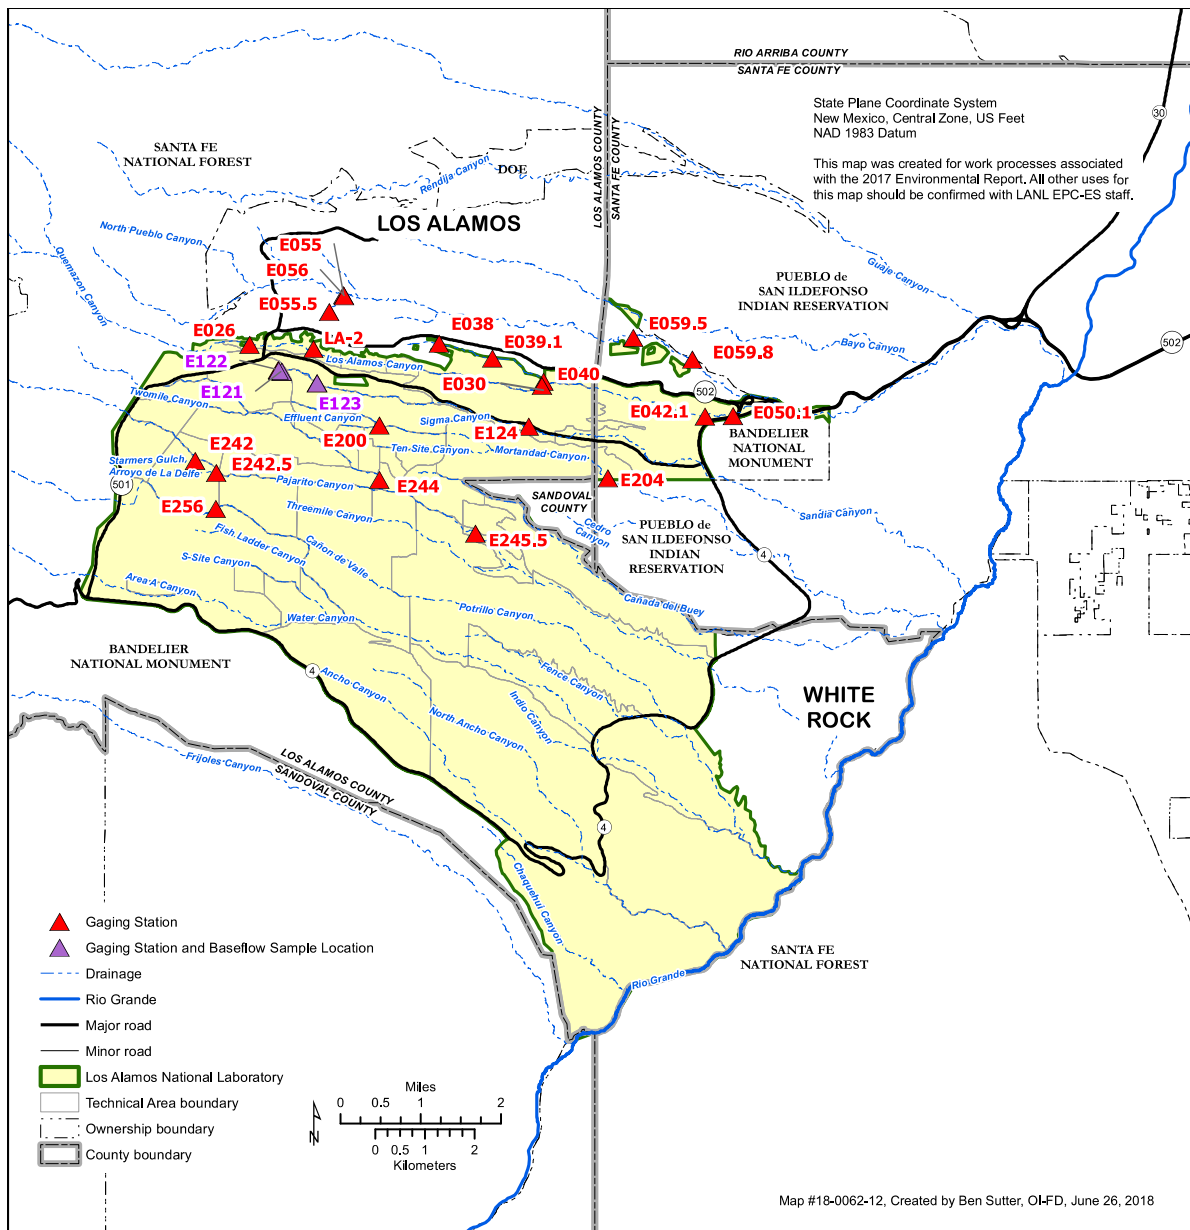 RIO ARRIBA COUNTY
SANTA FE COUNTY
LOS ALAMOS COUNTY
SANTA FE COUNTY
State Plane Coordinate System
New Mexico, Central Zone, US Feet
NAD 1983 Datum
This map was created for work processes associated
with the 2017 Environmental Report. All other uses for
this map should be confirmed with LANL EPC-ES staff.
30
SANTA FE
NATIONAL FOREST
DOE
Rendija Canyon
LOS ALAMOS
North Pueblo Canyon
Quemazon Canyon
E055
E056
E055.5
Guaje Canyon
PUEBLO de
SAN ILDEFONSO
INDIAN RESERVATION
E026
LA-2
E038
E039.1
E059.5
E059.8
Bayo Canyon
502
E122
E121
E123
Los Alamos Canyon
E030
E040
502
Twomile Canyon
Effluent Canyon
Sigma Canyon
E042.1
E050.1
E200
E124
Ten Site Canyon
Mortandad Canyon
BANDELIER
NATIONAL
MONUMENT
E242
Starmers Gulch
Arroyo de La Delfe
E242.5
501
Pajarito Canyon
E244
E204
SANDOVAL
COUNTY
E256
Threemile Canyon
E245.5
Cedro
Canyon
PUEBLO de
SAN ILDEFONSO
INDIAN
RESERVATION
Sandia Canyon
4
Fish Ladder Canyon
Cañon de Valle
S-Site Canyon
Area A Canyon
Water Canyon
Potrillo Canyon
Cañada del Buey
BANDELIER
NATIONAL MONUMENT
4
Ancho Canyon
Fence Canyon
Indio Canyon
North Ancho Canyon
WHITE
ROCK
LOS ALAMOS COUNTY
SANDOVAL COUNTY
Frijoles Canyon
4
Chaquehui Canyon
SANTA FE
NATIONAL FOREST
Rio Grande
Gaging Station
Gaging Station and Baseflow Sample Location
Drainage
Rio Grande
Major road
Minor road
Los Alamos National Laboratory
Technical Area boundary
Ownership boundary
County boundary
N
Miles
0 0.5 1 2
0 0.5 1 2
Kilometers
Map #18-0062-12, Created by Ben Sutter, OI-FD, June 26, 2018